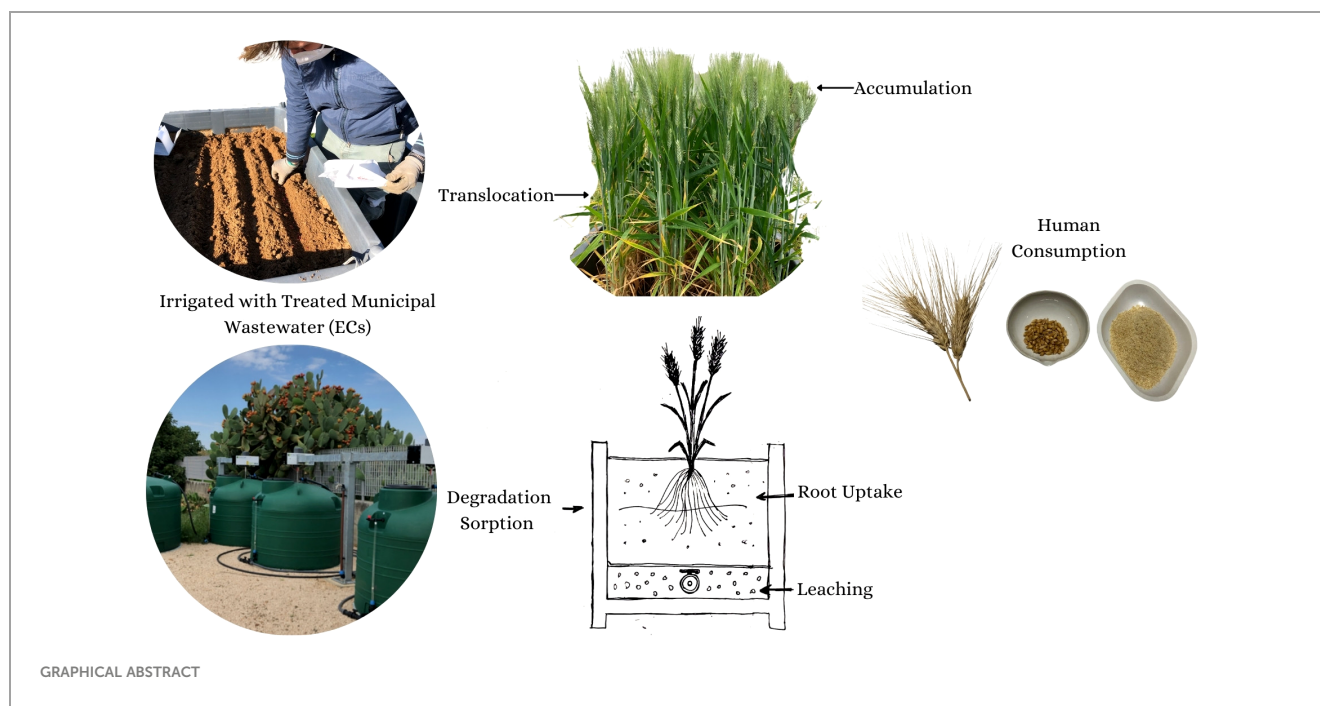 Accumulation
Translocation
Human
Consumption
Irrigated with Treated Municipal
Wastewater (ECs)
Degradation
Sorption
Root Uptake
Leaching
GRAPHICAL ABSTRACT